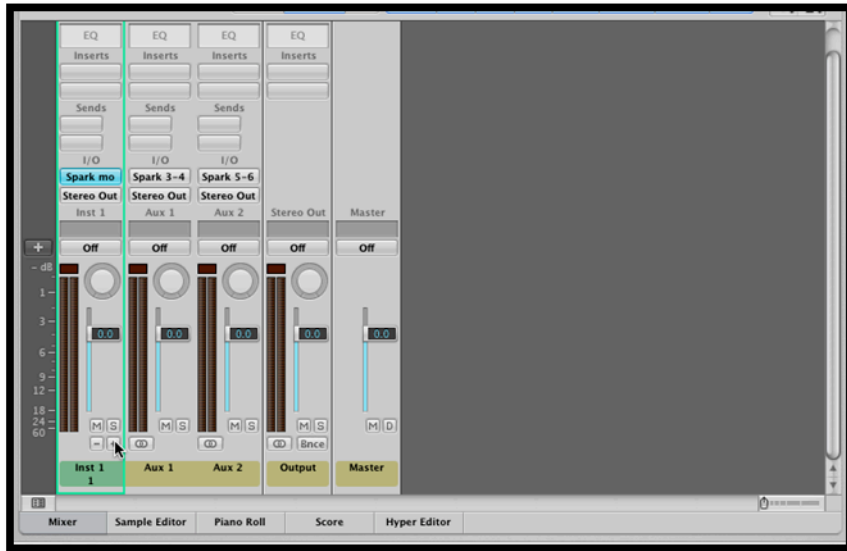 EQ EQ EQ EQ
Inserts Inserts Inserts Inserts
Sends Sends Sends
I/O I/O I/O
Spark mo Spark 3-4 Spark 5-6
Stereo Out Stereo Out Stereo Out
Inst 1 Aux 1 Aux 2 Stereo Out Master
+ Off Off Off Off Off
- dB
1
3
0.0 0.0 0.0 0.0 0.0
6
9
12
18
24 M S M S M S M S M D
60
- + Bnce
Inst 1 Aux 1 Aux 2 Output Master
1
Mixer Sample Editor Piano Roll Score Hyper Editor